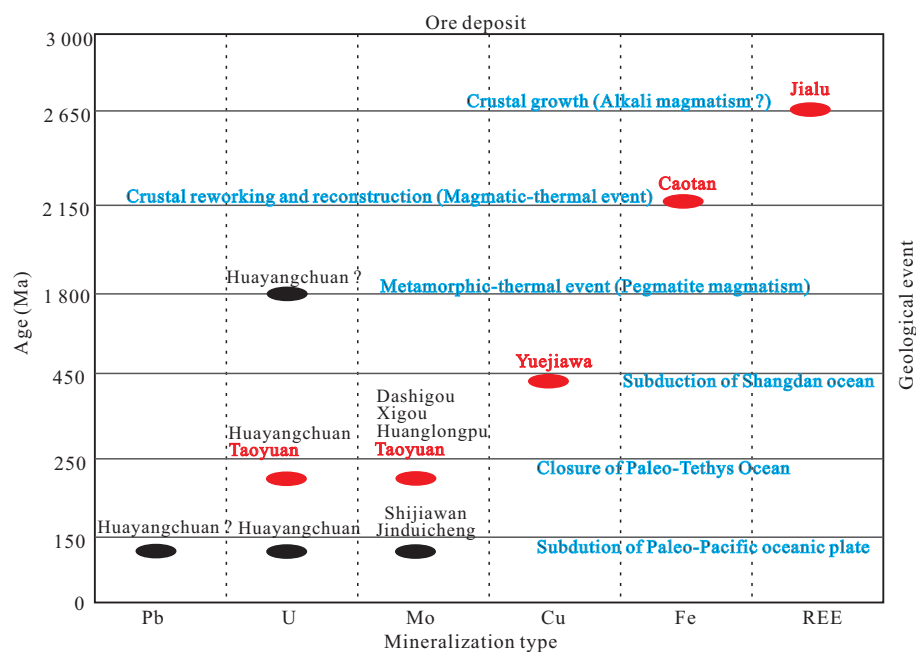 Ore deposit
3 000
Jialu
Crustal growth (Alkali magmatism ?)
2 650
Caotan
Crustal reworking and reconstruction (Magmatic-thermal event)
2 150
Huayangchuan ?
Metamorphic-thermal event (Pegmatite magmatism)
1 800
Age (Ma)
Geological event
Yuejiawa
450
Subduction of Shangdan ocean
Dashigou
Xigou
Huayangchuan
Huanglongpu
Taoyuan
Taoyuan
250
Closure of Paleo-Tethys Ocean
Shijiawan
Huayangchuan ?
Huayangchuan
Jinduicheng
150
Subdution of Paleo-Pacific oceanic plate
0
Pb
U
Mo
Cu
Fe
REE
Mineralization type